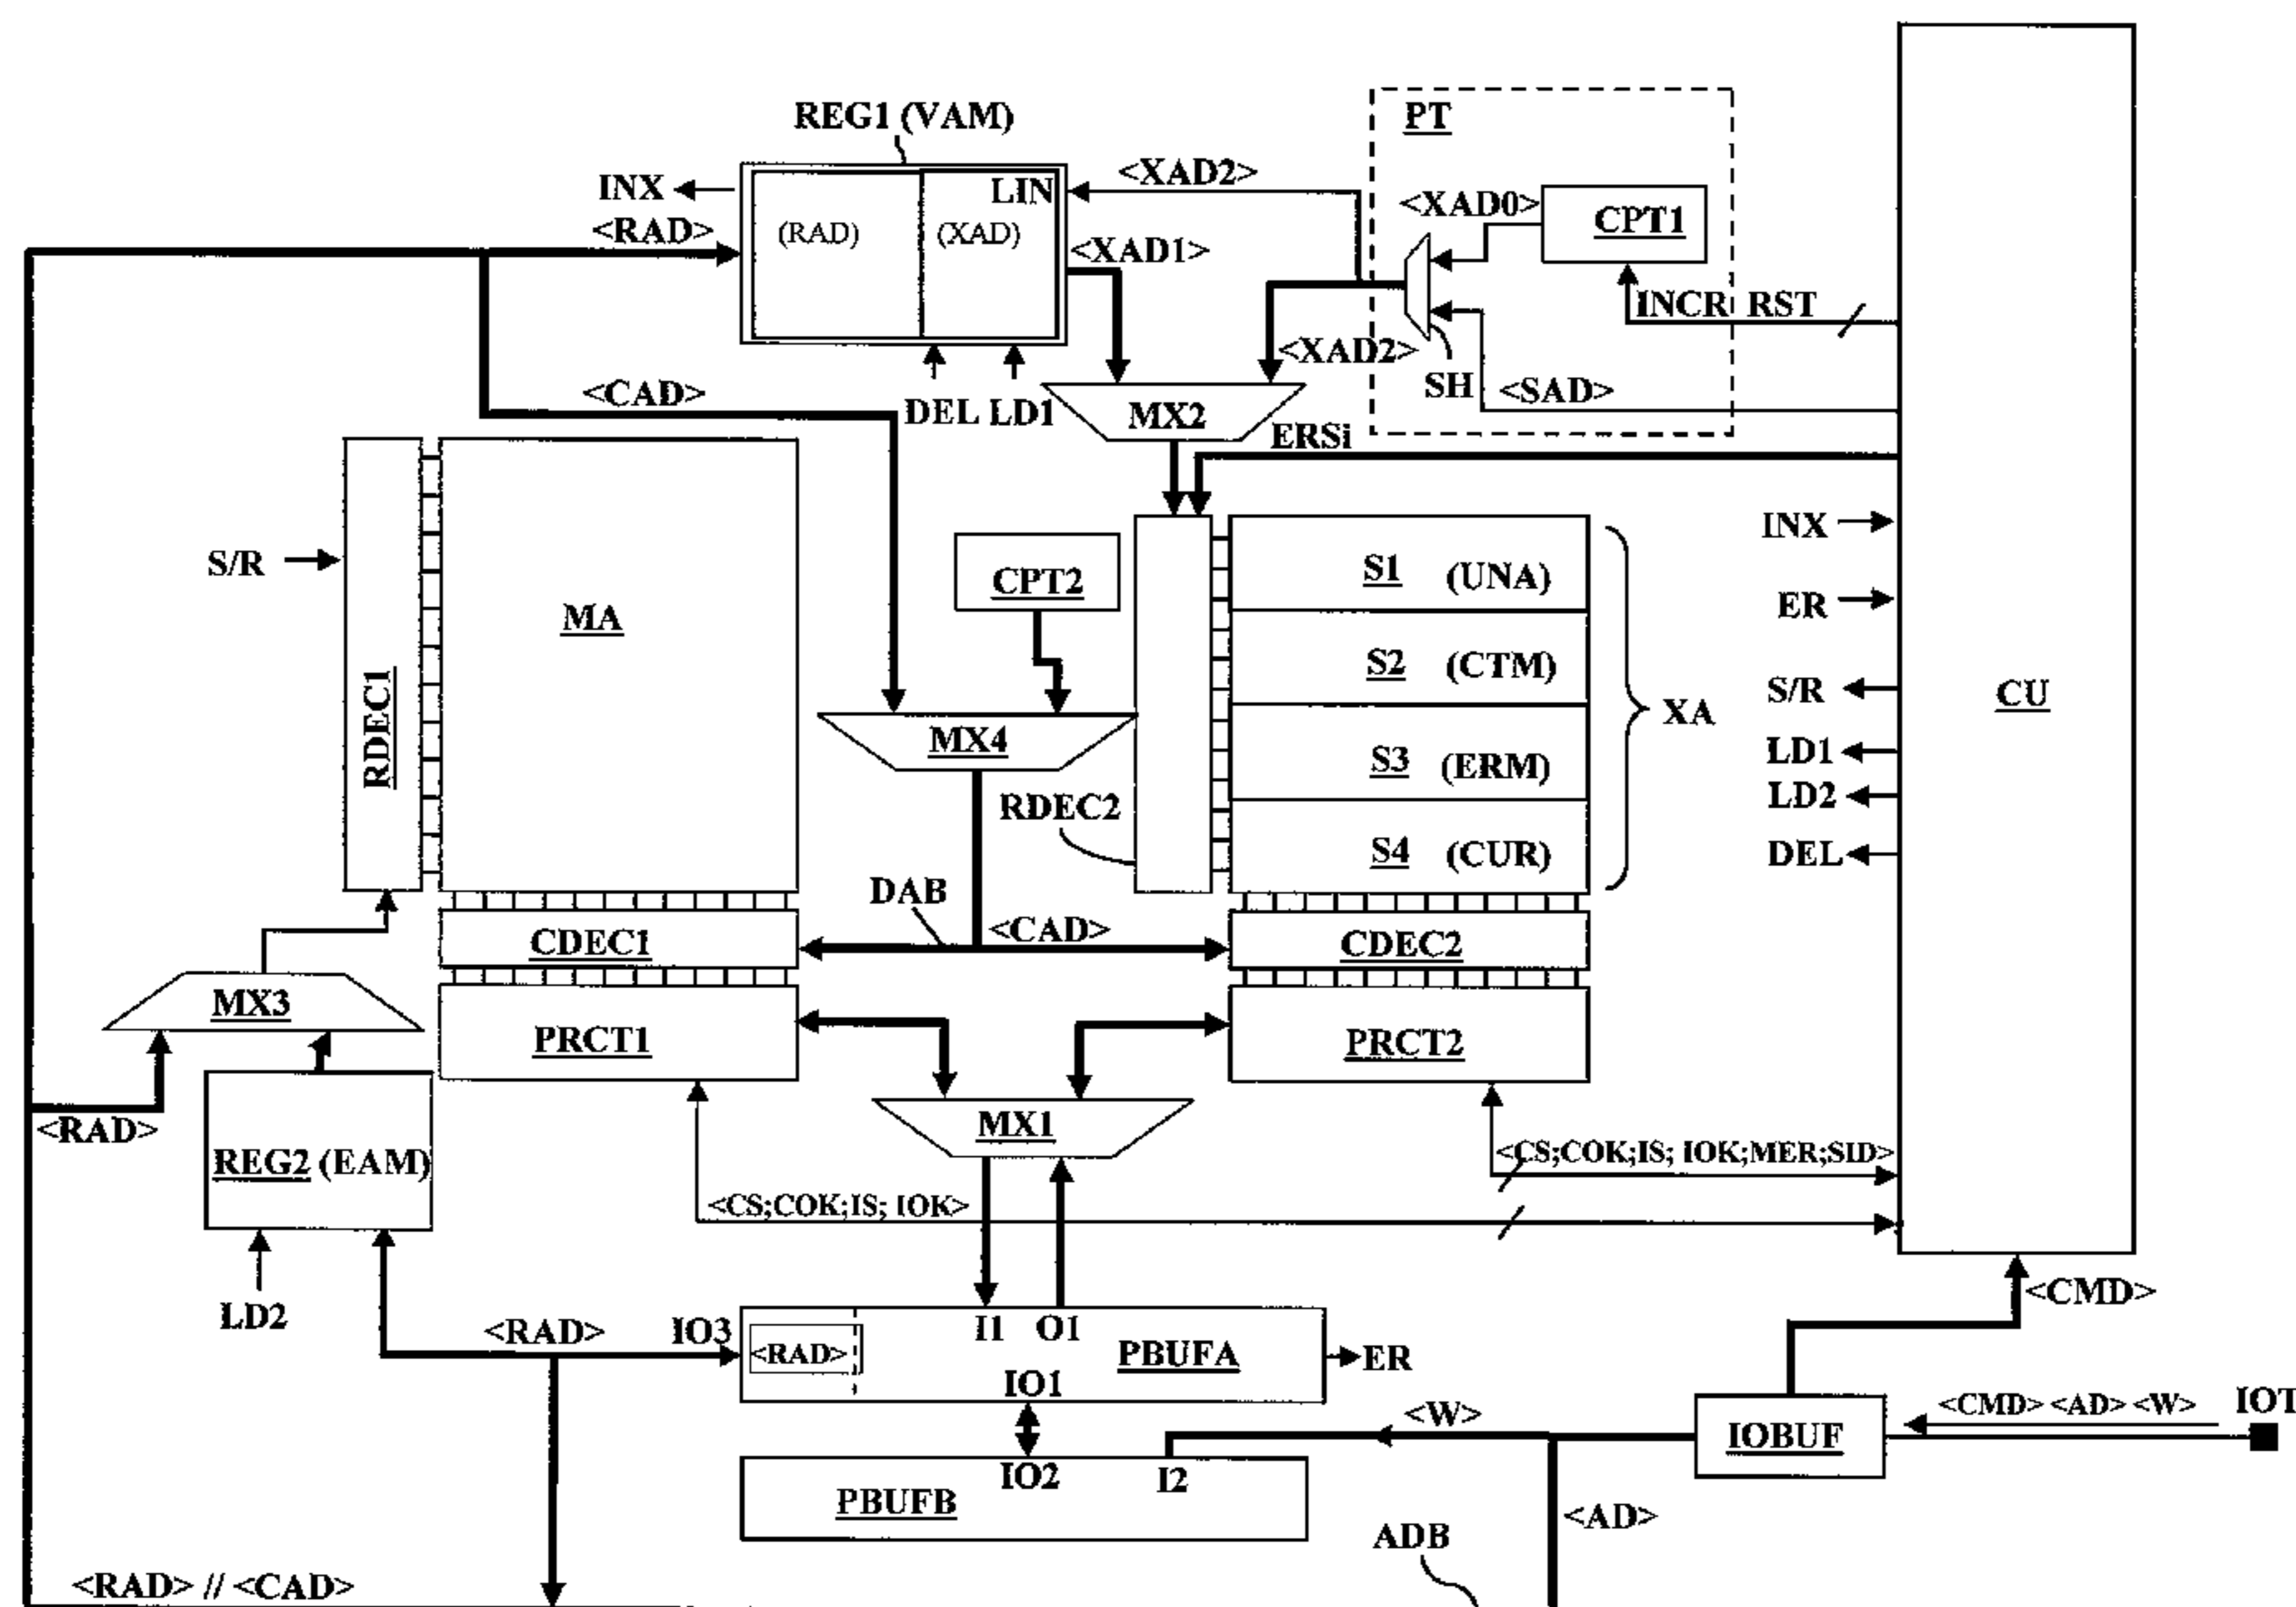 PT
REG1 (VAM)
<XAD2>
INX
LIN
<XAD0>
CPT1
<RAD>
(RAD)
(XAD)
<XAD1>
INCR RST
<XAD2>
SH
<SAD>
<CAD>
DEL LD1
MX2
ERSi
INX
S/R
CPT2
S1 (UNA)
ER
MA
S2 (CTM)
S/R
CU
XA
RDEC1
MX4
S3 (ERM)
LD1
RDEC2
LD2
S4 (CUR)
DEL
DAB
CDEC1
<CAD>
CDEC2
MX3
PRCT1
PRCT2
<RAD>
MX1
REG2 (EAM)
<CS;COK;IS; IOK;MER;SID>
<CS;COK;IS; IOK>
LD2
<CMD>
<RAD>
IO3
I1 O1
<RAD>
PBUFA
ER
IO1
<W>
<CMD> <AD> <W>
IOT
IOBUF
IO2
I2
PBUFB
<AD>
ADB
<RAD> // <CAD>